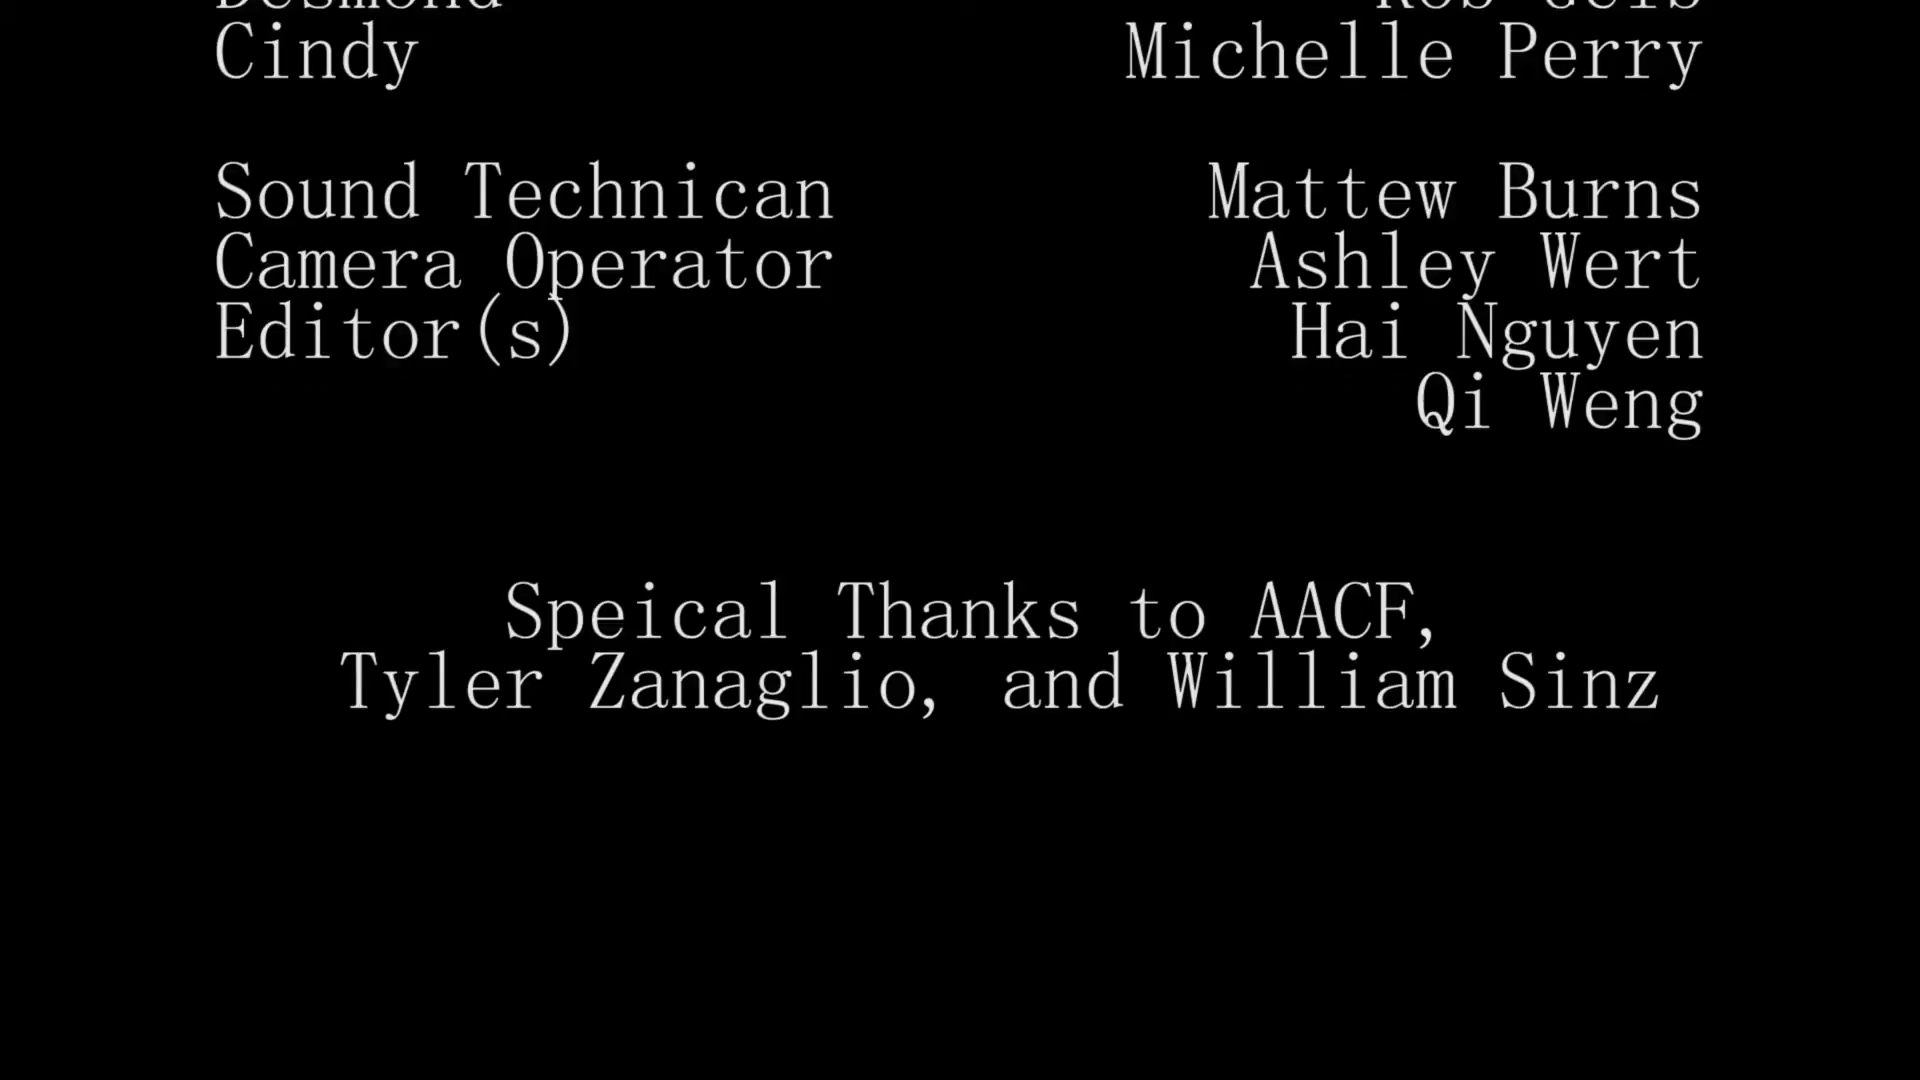 Desmond Rob Geis
Cindy Michelle Perry
Sound Technican Mattew Burns
Camera Operator Ashley Wert
Editor(s) Hai Nguyen
Qi Weng
Speical Thanks to AACF,
Tyler Zanaglio, and William Sinz